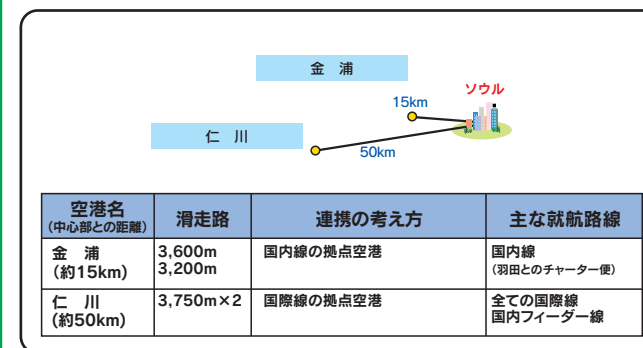 金 浦
ソウル
15km
仁 川
50km
空港名 滑走路 連携の考え方 主な就航路線
(中心部との距離)
金 浦 3,600m 国内線の拠点空港 国内線
(約15km) 3,200m (羽田とのチャーター便)
仁 川 3,750m×2 国際線の拠点空港 全ての国際線
(約50km) 国内フィーダー線